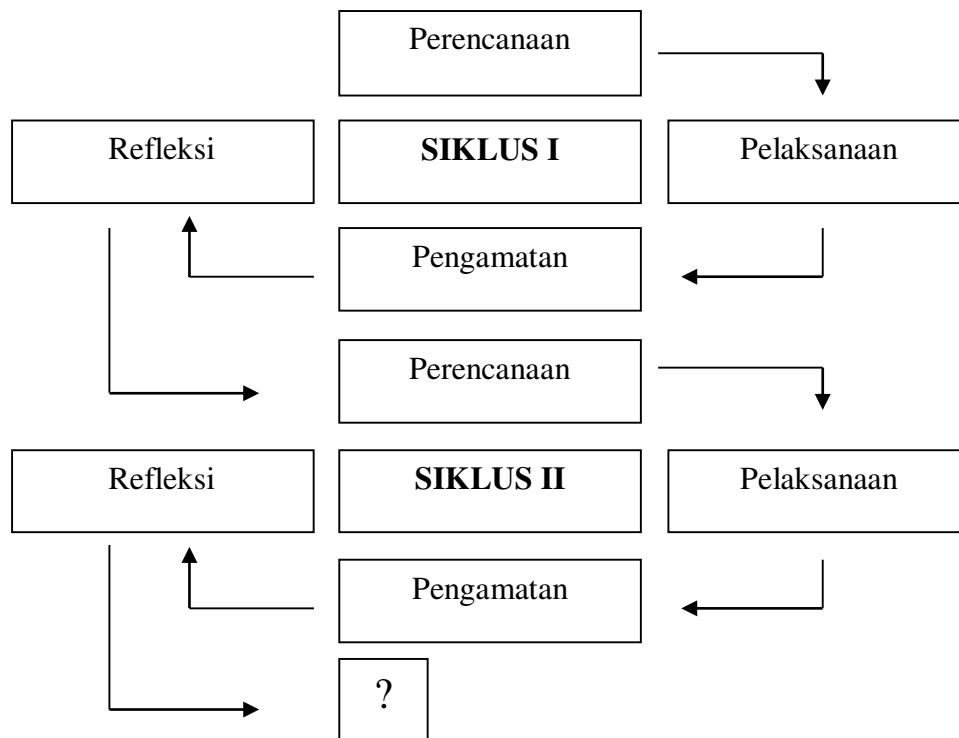 Perencanaan
Refleksi
SIKLUS I
Pelaksanaan
Pengamatan
Perencanaan
Refleksi
SIKLUS II
Pelaksanaan
Pengamatan
?